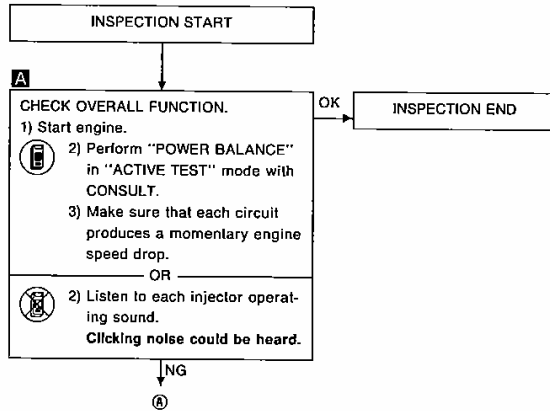 INSPECTION START
A
CHECK OVERALL FUNCTION.
1) Start engine.
2) Perform "POWER BALANCE"
in "ACTIVE TEST" mode with
CONSULT.
3) Make sure that each circuit
produces a momentary engine
speed drop.
OR
2) Listen to each injector operat-
ing sound.
Clicking noise could be heard.
OK
INSPECTION END
NG
Ⓐ